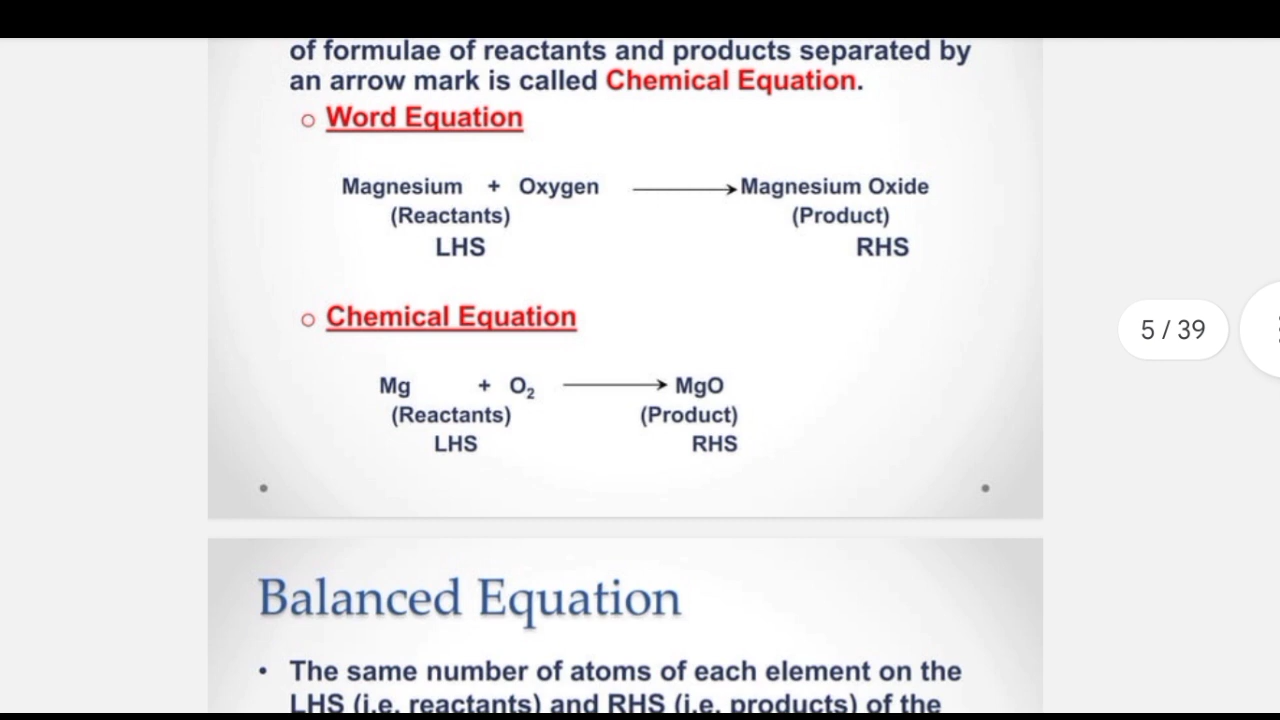 of formulae of reactants and products separated by
an arrow mark is called Chemical Equation.
Word Equation
Magnesium + Oxygen → Magnesium Oxide
(Reactants) (Product)
LHS RHS
Chemical Equation
Mg + O₂ → MgO
(Reactants) (Product)
LHS RHS
5 / 39
Balanced Equation
• The same number of atoms of each element on the
LHS (i.e. reactants) and RHS (i.e. products) of the